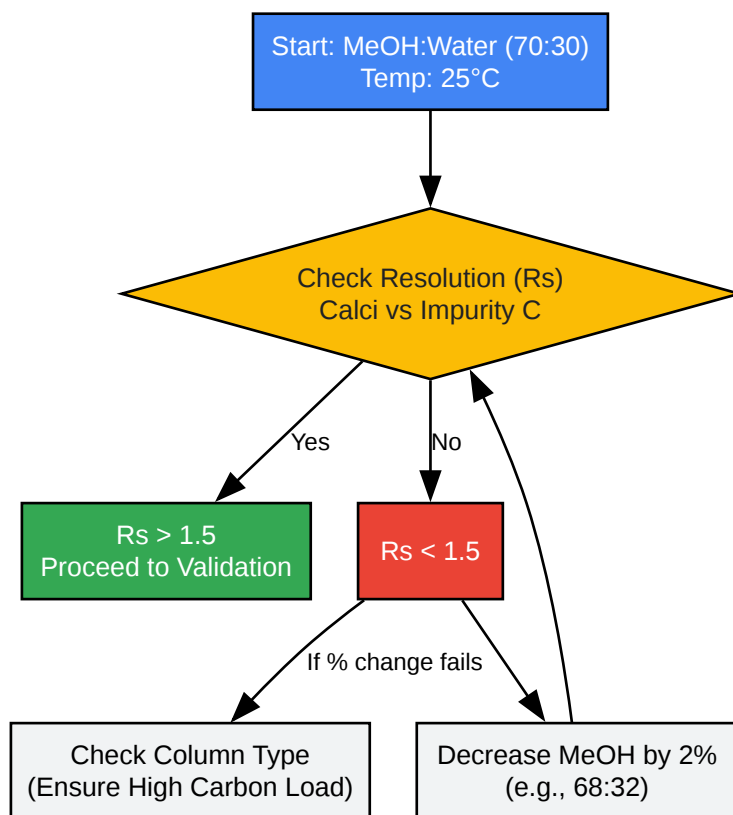 Start: MeOH:Water (70:30)
Temp: 25°C
Check Resolution (Rs)
Calci vs Impurity C
Yes
No
Rs > 1.5
Proceed to Validation
Rs < 1.5
If % change fails
Check Column Type
(Ensure High Carbon Load)
Decrease MeOH by 2%
(e.g., 68:32)